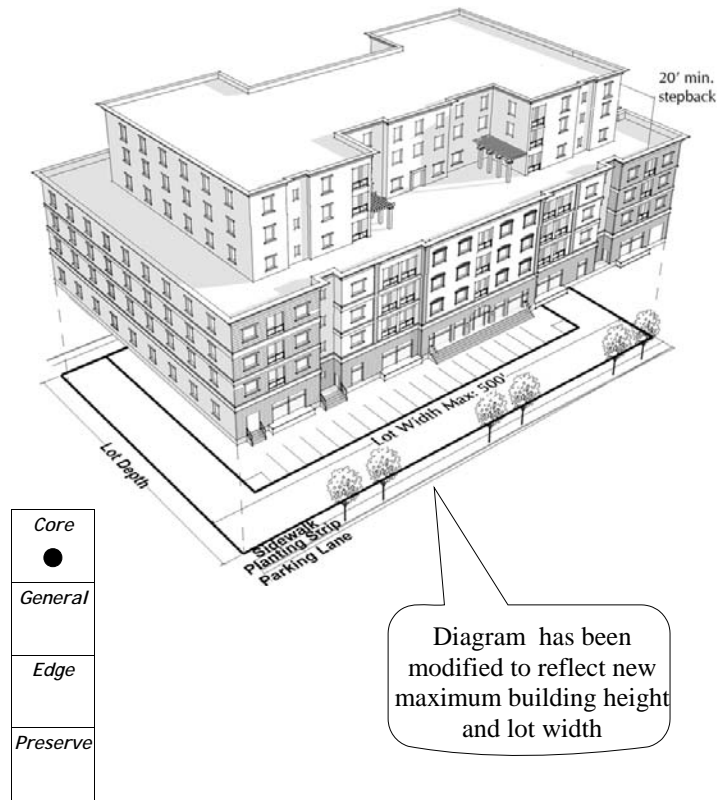 20' min.
stepback
Lot Width Max: 500'
Lot Depth
Sidewalk
Planting Strip
Parking Lane
Core
General
Edge
Preserve
Diagram has been
modified to reflect new
maximum building height
and lot width